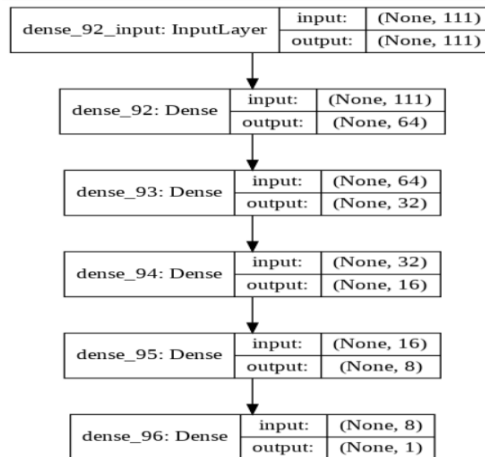 dense_92_input: InputLayer input: (None, 111)
output: (None, 111)
dense_92: Dense input: (None, 111)
output: (None, 64)
dense_93: Dense input: (None, 64)
output: (None, 32)
dense_94: Dense input: (None, 32)
output: (None, 16)
dense_95: Dense input: (None, 16)
output: (None, 8)
dense_96: Dense input: (None, 8)
output: (None, 1)